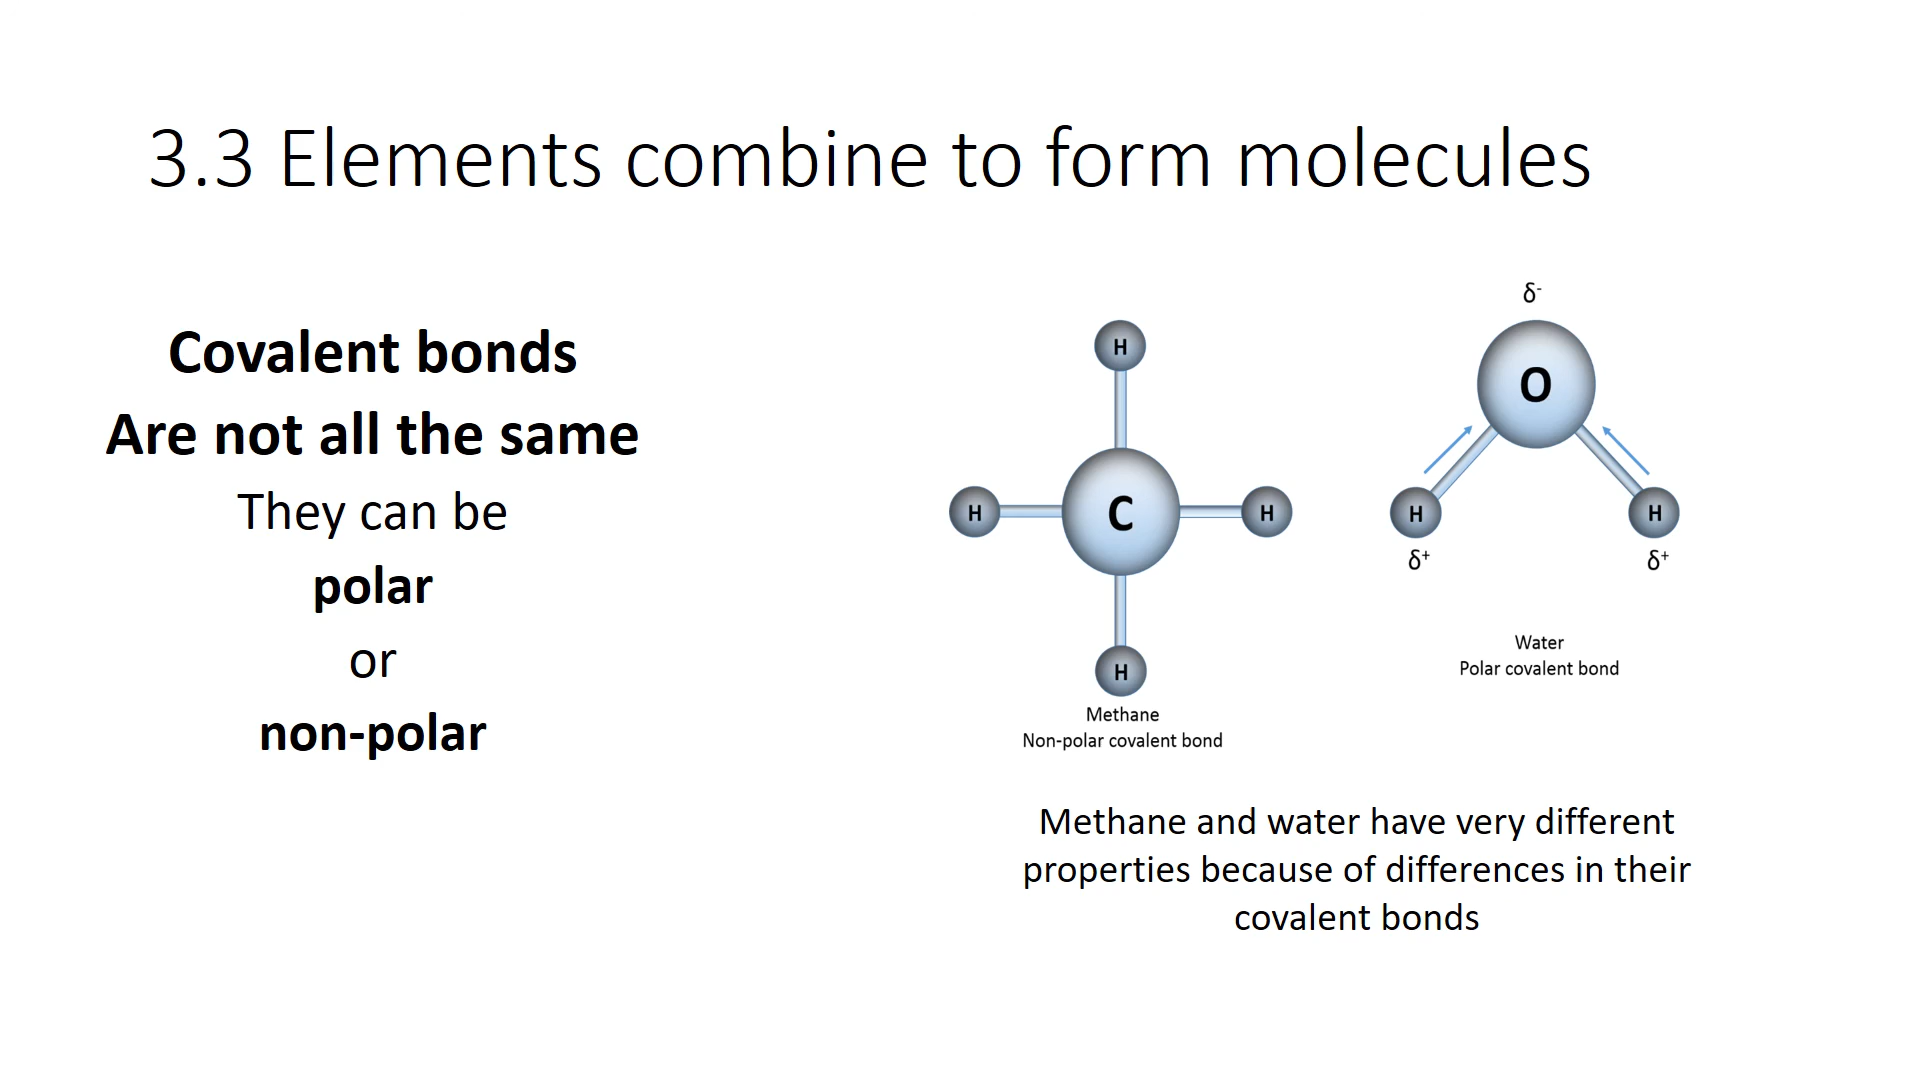 3.3 Elements combine to form molecules
Covalent bonds
Are not all the same
They can be
polar
or
non-polar
H
H
C
H
H
Methane
Non-polar covalent bond
δ-
O
H
H
δ+
δ+
Water
Polar covalent bond
Methane and water have very different
properties because of differences in their
covalent bonds